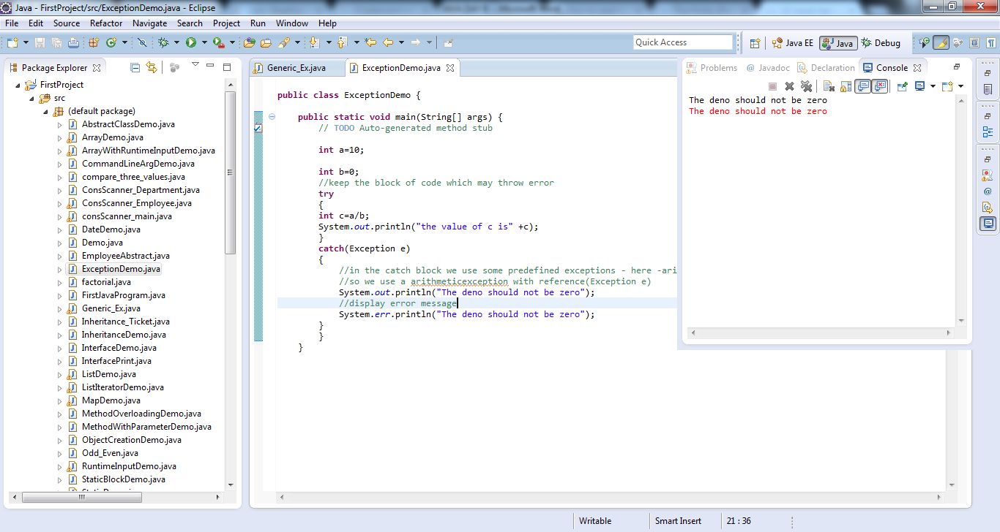 Java - FirstProject/src/ExceptionDemo.java - Eclipse
File Edit Source Refactor Navigate Search Project Run Window Help
Quick Access
Java EE
Java
Debug
Package Explorer
FirstProject
src
(default package)
AbstractClassDemo.java
ArrayDemo.java
ArrayWithRuntimeInputDemo.java
CommandLineArgDemo.java
compare_three_values.java
ConsScanner_Department.java
ConsScanner_Employee.java
consScanner_main.java
DateDemo.java
Demo.java
EmployeeAbstract.java
ExceptionDemo.java
factorial.java
FirstJavaProgram.java
Generic_Ex.java
Inheritance_Ticket.java
InheritanceDemo.java
InterfaceDemo.java
InterfacePrint.java
ListDemo.java
ListIteratorDemo.java
MapDemo.java
MethodOverloadingDemo.java
MethodWithParameterDemo.java
ObjectCreationDemo.java
Odd_Even.java
RuntimeInputDemo.java
StaticBlockDemo.java
Generic_Ex.java
ExceptionDemo.java
public class ExceptionDemo {
public static void main(String[] args) {
// TODO Auto-generated method stub
int a=10;
int b=0;
//keep the block of code which may throw error
try
{
int c=a/b;
System.out.println("the value of c is" +c);
}
catch(Exception e)
{
//in the catch block we use some predefined exceptions - here -ari
//so we use a arithmeticexception with reference(Exception e)
System.out.println("The deno should not be zero");
//display error message
System.err.println("The deno should not be zero");
}
}
}
Problems @ Javadoc Declaration Console
The deno should not be zero
The deno should not be zero
Writable
Smart Insert
21 : 36